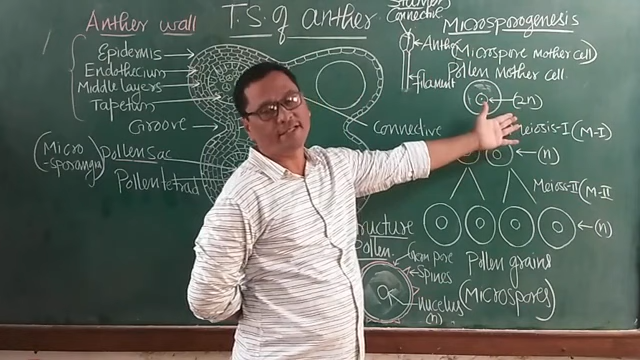 Anther wall
T.S. of anther
Epidermis
Endothecium
Middle layers
Tapetum
Groove
(Micro
-sporangia)
Pollen Sac
Pollen tetrad
Connective
Anther
filament
Connective
Microsporogenesis
(Microspore mother cell)
Pollen mother cell
(2n)
Meiosis-I (M-I)
(n)
Meiosis-II (M-II
(n)
Pollen grains
(Microspores)
Structure
Pollen.
Germ pore
Spines
nucelus
(n)